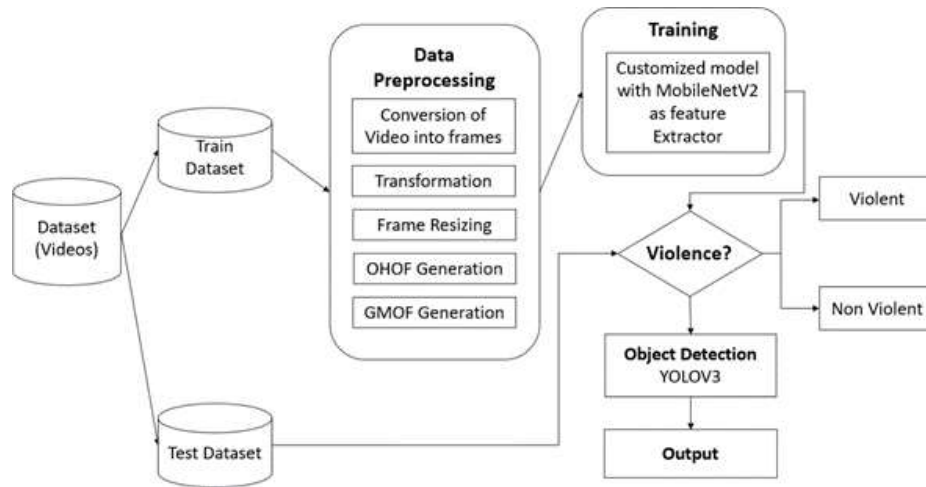 Dataset
(Videos)
Train
Dataset
Test Dataset
Data
Preprocessing
Conversion of
Video into frames
Transformation
Frame Resizing
OHOF Generation
GMOF Generation
Training
Customized model
with MobileNetV2
as feature
Extractor
Violence?
Violent
Non Violent
Object Detection
YOLOV3
Output